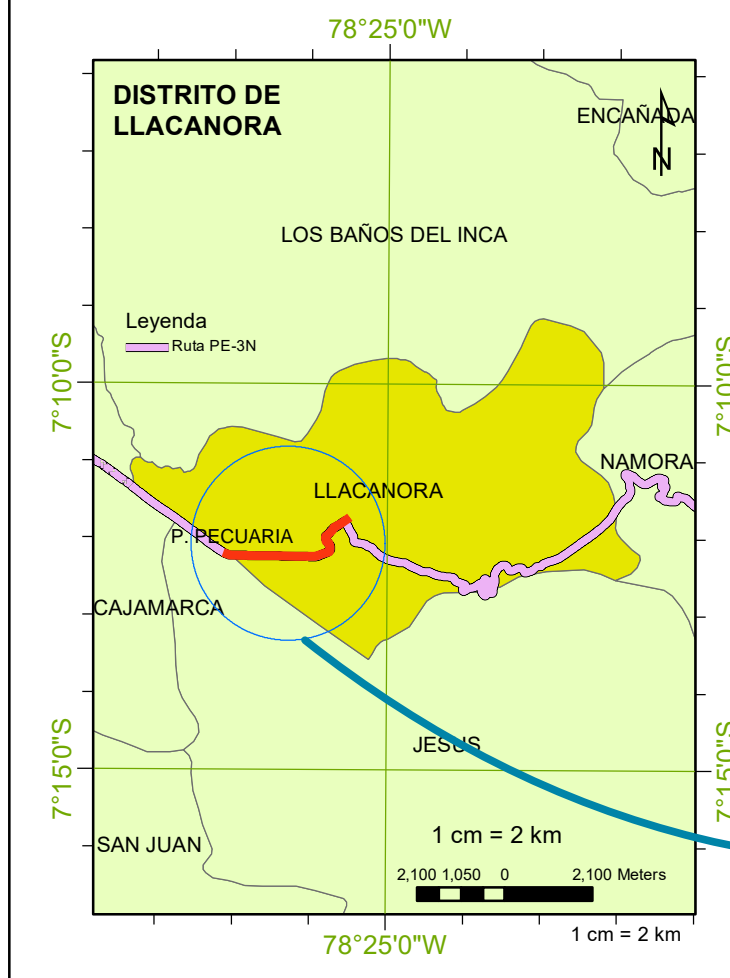 78°25'0"W
DISTRITO DE
LLACANORA
ENCAÑADA
N
LOS BAÑOS DEL INCA
Leyenda
Ruta PE-3N
7°10'0"S
7°10'0"S
NAMORA
LLACANORA
P. PECUARIA
CAJAMARCA
JESUS
7°15'0"S
7°15'0"S
1 cm = 2 km
SAN JUAN
2,100 1,050 0 2,100 Meters
78°25'0"W
1 cm = 2 km